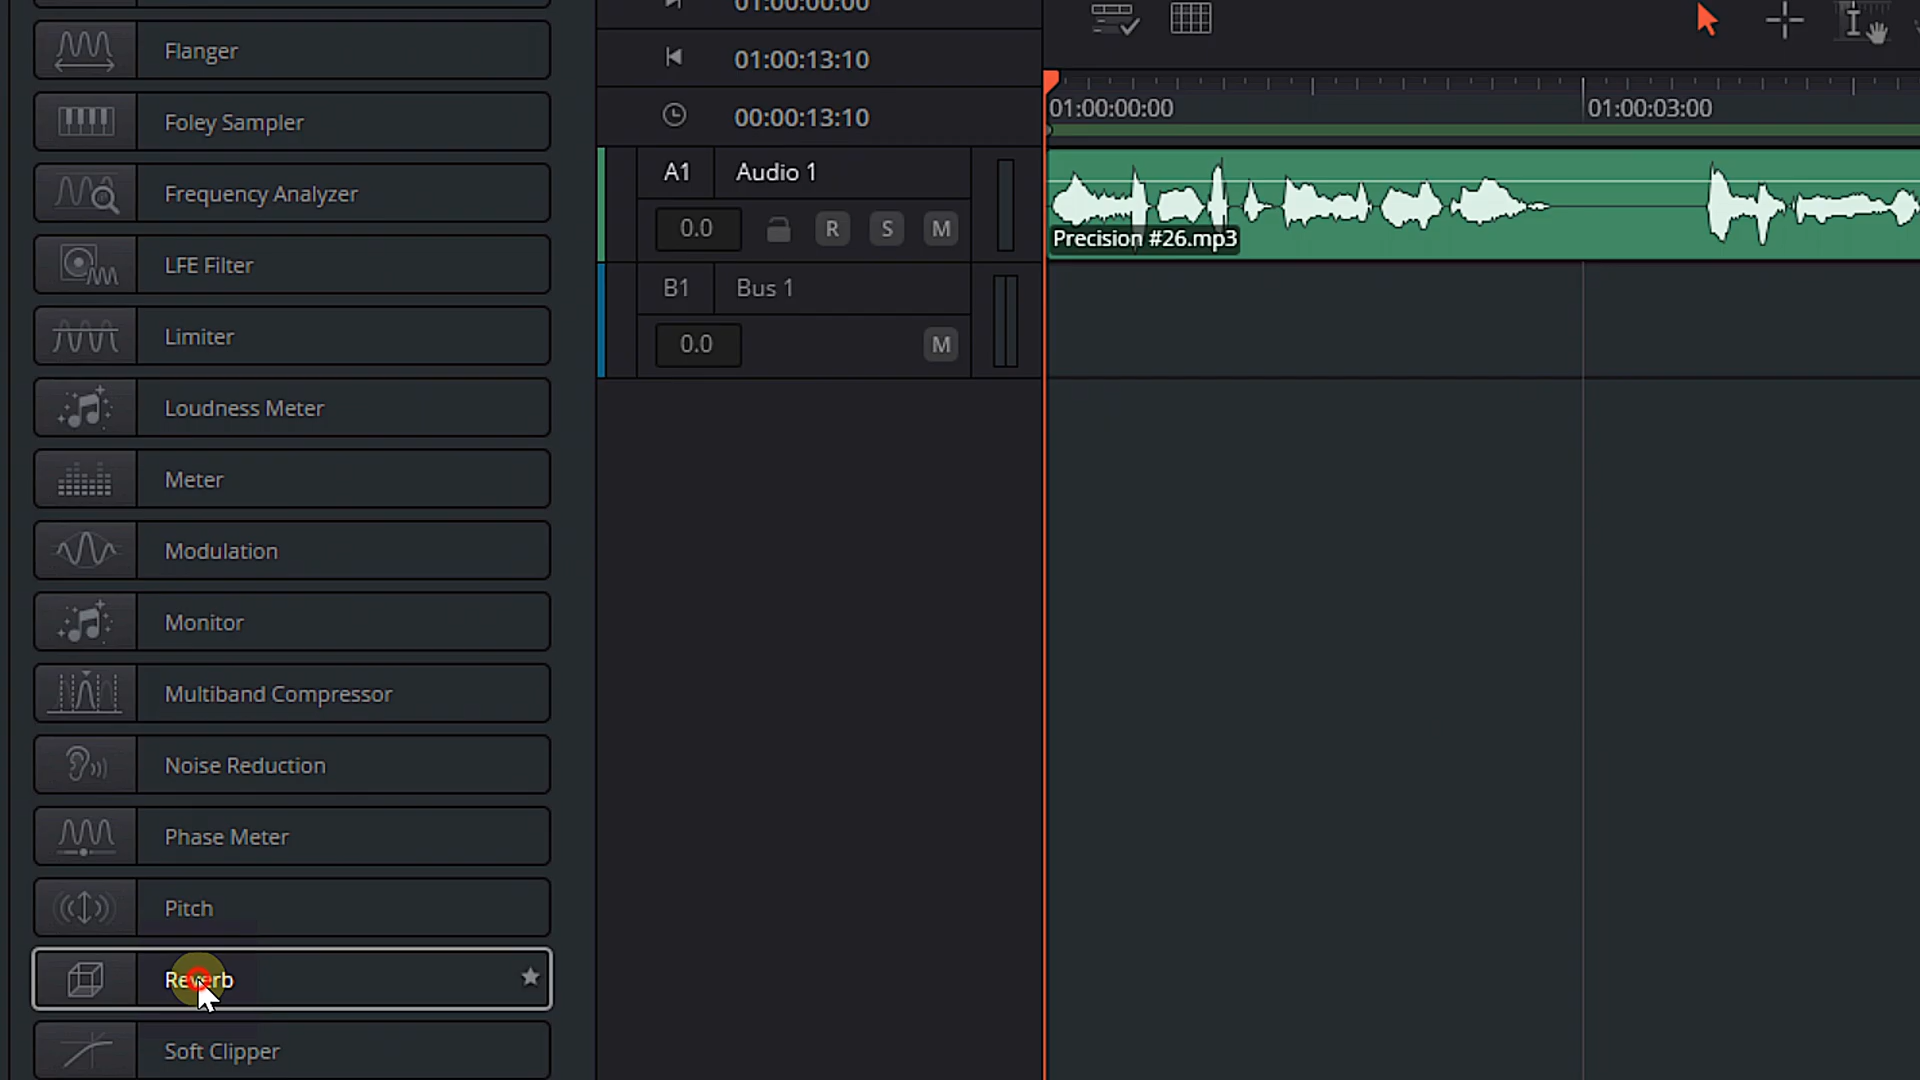 Flanger
Foley Sampler
Frequency Analyzer
LFE Filter
Limiter
Loudness Meter
Meter
Modulation
Monitor
Multiband Compressor
Noise Reduction
Phase Meter
Pitch
Reverb
Soft Clipper
01:00:00:00
01:00:13:10
00:00:13:10
A1 Audio 1
0.0 R S M
B1 Bus 1
0.0 M
01:00:00:00 01:00:03:00
Precision #26.mp3